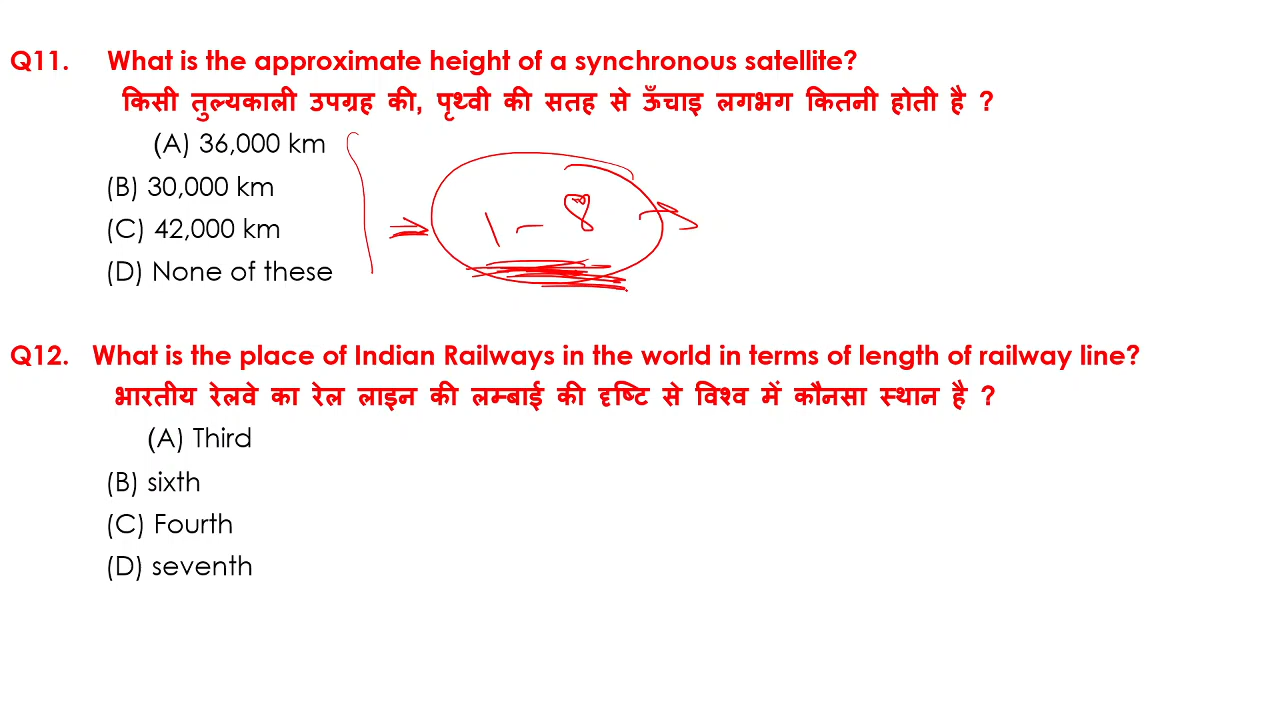 Q11. What is the approximate height of a synchronous satellite?
किसी तुल्यकाली उपग्रह की, पृथ्वी की सतह से ऊँचाइ लगभग कितनी होती है ?
(A) 36,000 km
(B) 30,000 km
1 - 8
(C) 42,000 km
(D) None of these
Q12. What is the place of Indian Railways in the world in terms of length of railway line?
भारतीय रेलवे का रेल लाइन की लम्बाई की दृष्टि से विश्व में कौनसा स्थान है ?
(A) Third
(B) sixth
(C) Fourth
(D) seventh